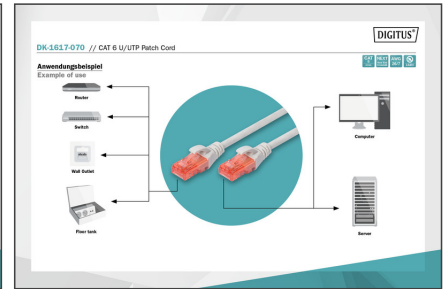 DIGITUS®
DK-1617-070 // CAT 6 U/UTP Patch Cord
Anwendungsbeispiel
Example of use
Router
Switch
Wall Outlet
Floor tank
Computer
Server